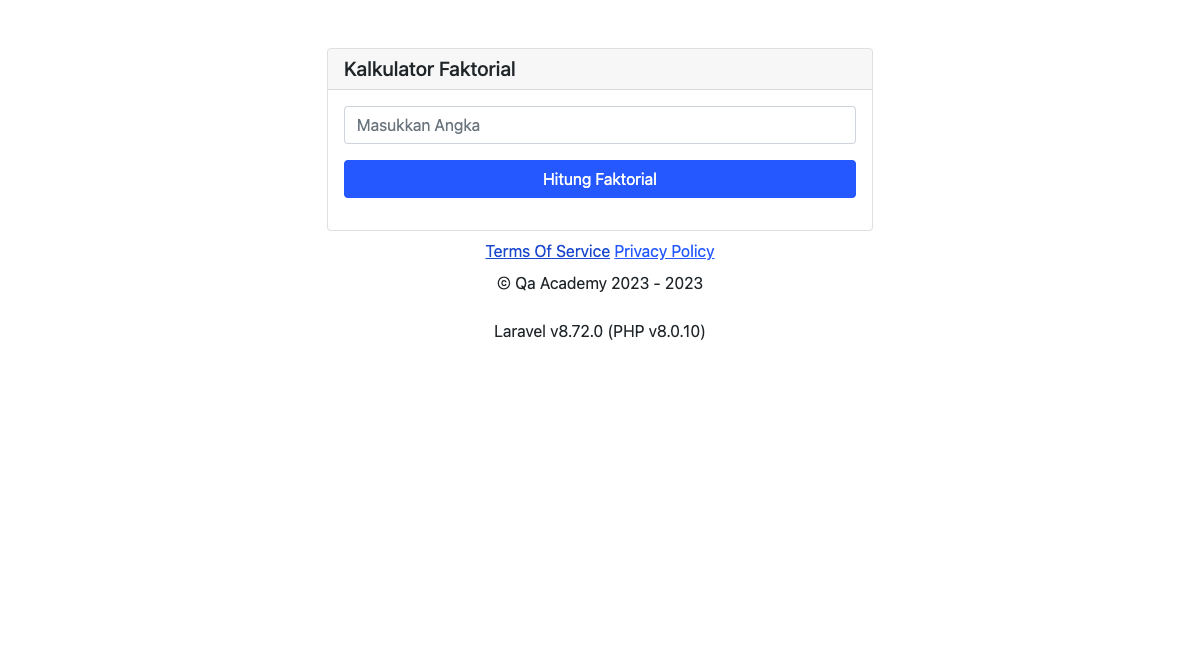 Kalkulator Faktorial
Masukkan Angka
Hitung Faktorial
Terms Of Service Privacy Policy
© Qa Academy 2023 - 2023
Laravel v8.72.0 (PHP v8.0.10)